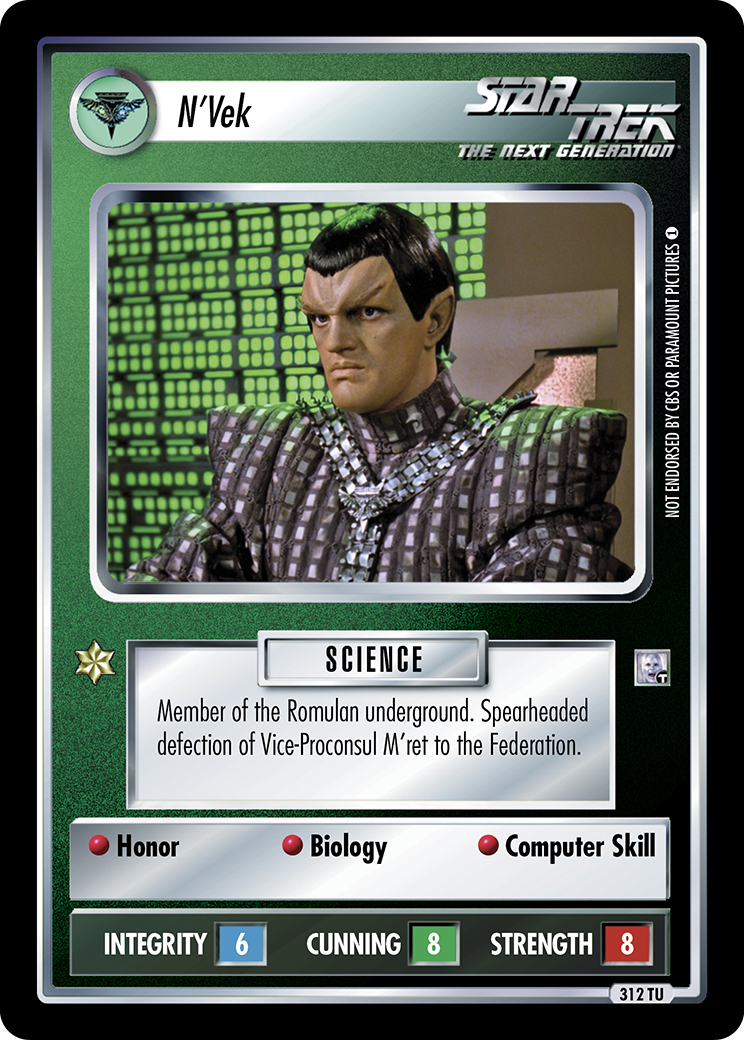 N'Vek
STAR TREK
THE NEXT GENERATION
NOT ENDORSED BY CBS OR PARAMOUNT PICTURES 1
SCIENCE
T
Member of the Romulan underground. Spearheaded
defection of Vice-Proconsul M'ret to the Federation.
Honor Biology Computer Skill
INTEGRITY 6 CUNNING 8 STRENGTH 8
312 TU